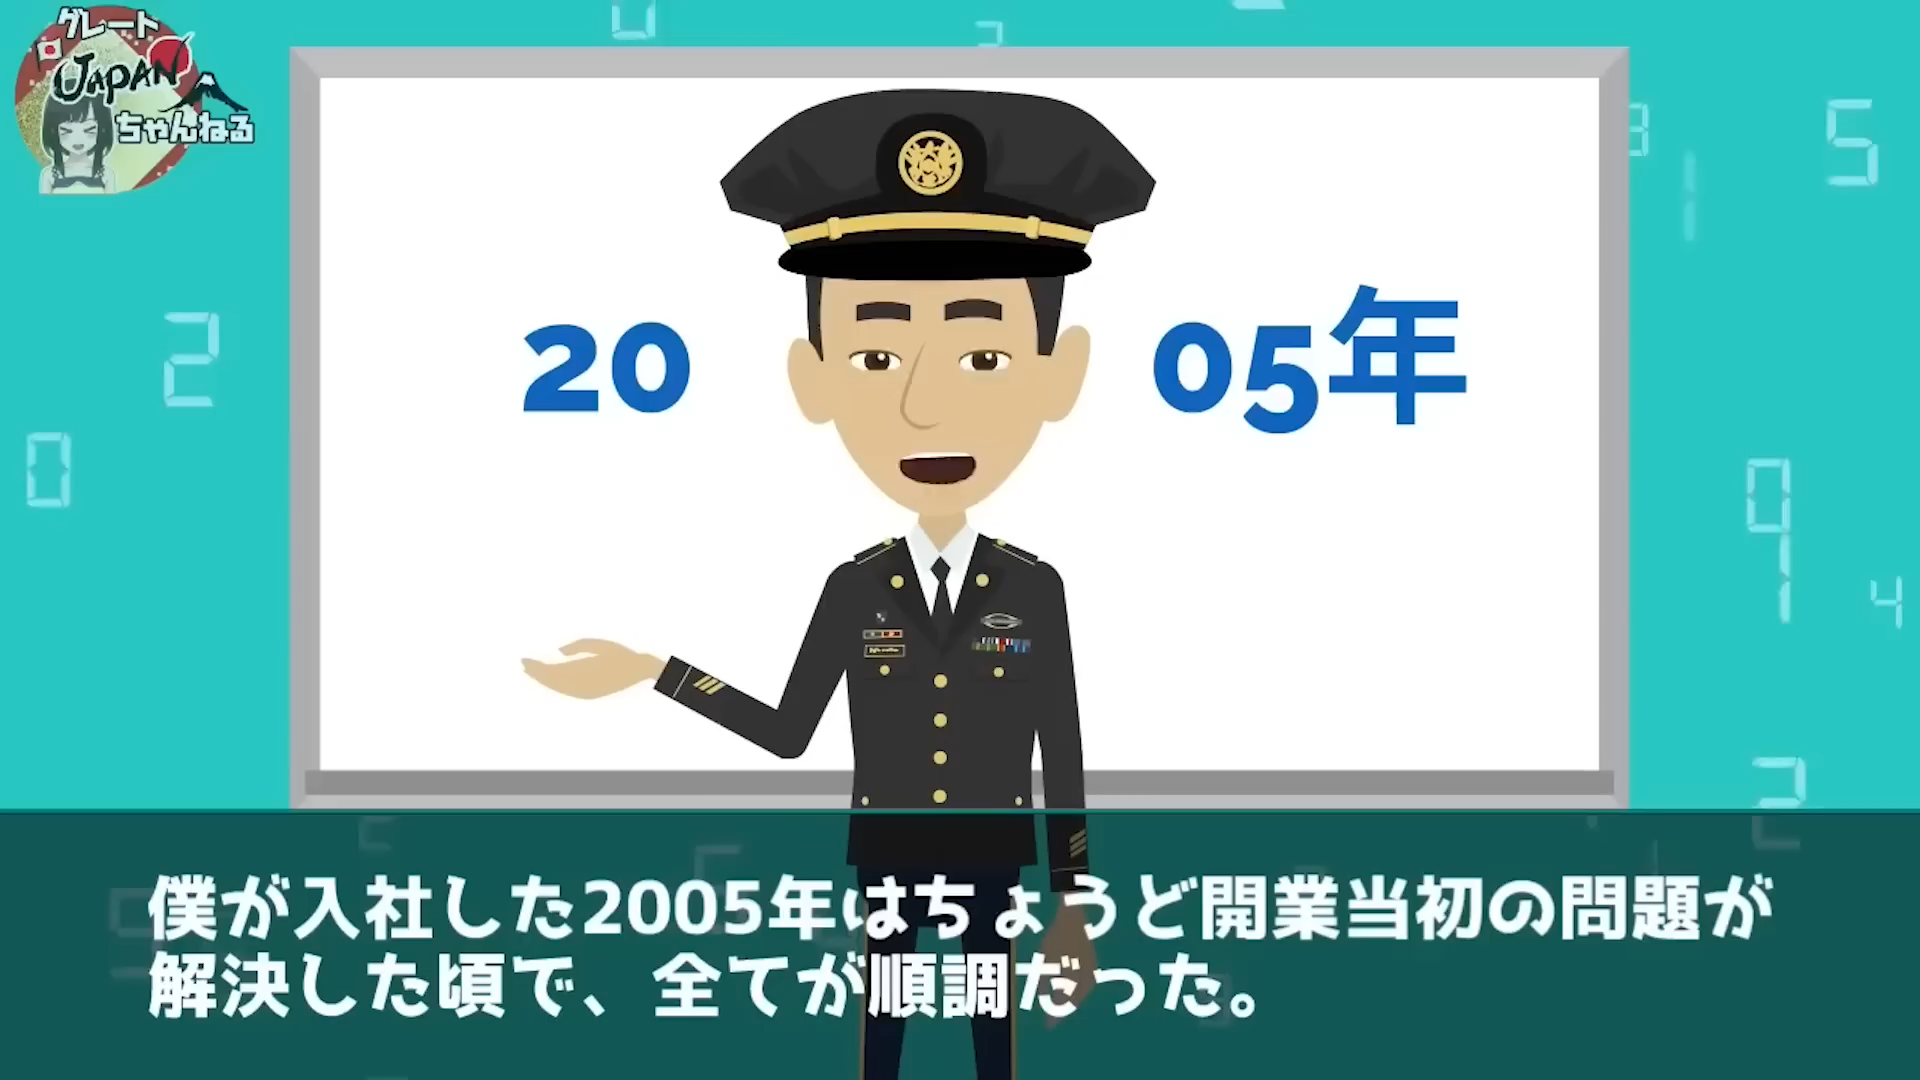 グレート
JAPAN
ちゃんねる
2005年
僕が入社した2005年はちょうど開業当初の問題が
解決した頃で、全てが順調だった。